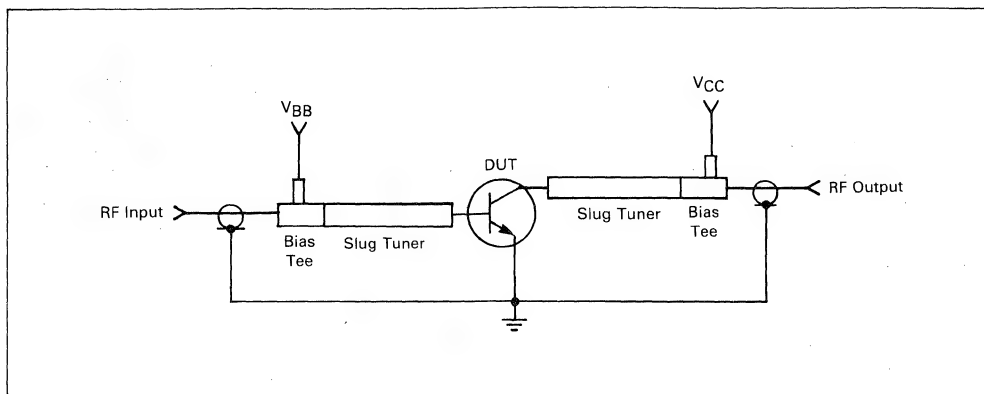 VCC
VBB
DUT
RF Output
RF Input
Slug Tuner
Bias
Tee
Bias
Tee
Slug Tuner